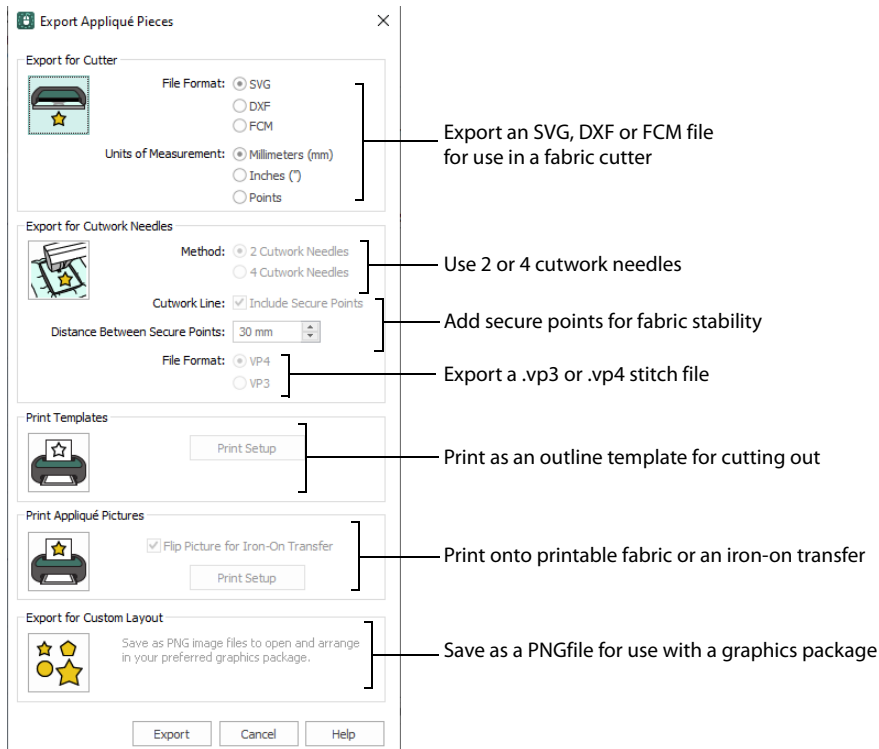 Export Appliqué Pieces
Export for Cutter
File Format: SVG
DXF
FCM
Units of Measurement: Millimeters (mm)
Inches (")
Points
Export an SVG, DXF or FCM file
for use in a fabric cutter
Export for Cutwork Needles
Method: 2 Cutwork Needles
4 Cutwork Needles
Use 2 or 4 cutwork needles
Cutwork Line: Include Secure Points
Distance Between Secure Points: 30 mm
Add secure points for fabric stability
File Format: VP4
VP3
Export a .vp3 or .vp4 stitch file
Print Templates
Print Setup
Print as an outline template for cutting out
Print Appliqué Pictures
Flip Picture for Iron-On Transfer
Print Setup
Print onto printable fabric or an iron-on transfer
Export for Custom Layout
Save as PNG image files to open and arrange
in your preferred graphics package.
Save as a PNGfile for use with a graphics package
Export Cancel Help